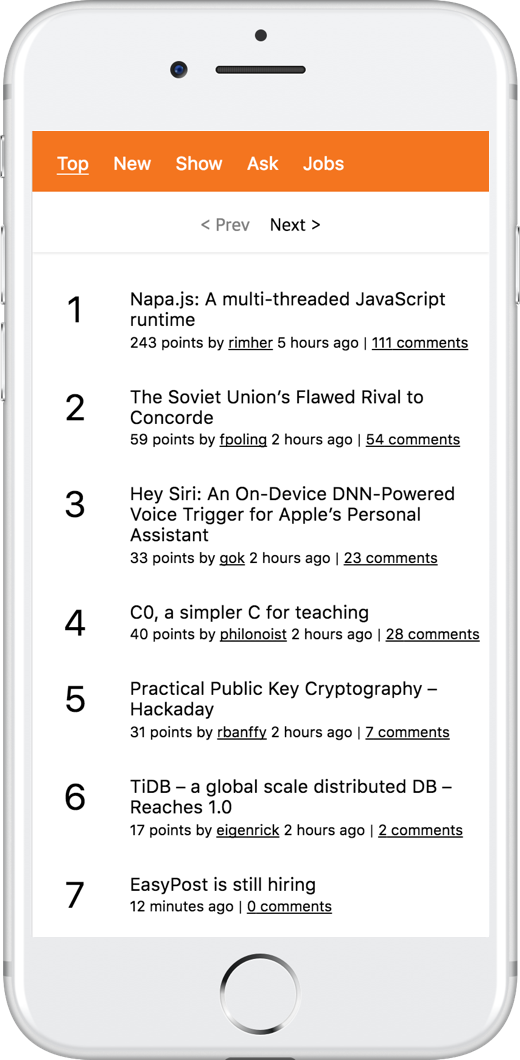 Top New Show Ask Jobs
< Prev Next >
1
Napa.js: A multi-threaded JavaScript
runtime
243 points by rimher 5 hours ago | 111 comments
2
The Soviet Union’s Flawed Rival to
Concorde
59 points by fpoling 2 hours ago | 54 comments
3
Hey Siri: An On-Device DNN-Powered
Voice Trigger for Apple’s Personal
Assistant
33 points by gok 2 hours ago | 23 comments
4
C0, a simpler C for teaching
40 points by philonoist 2 hours ago | 28 comments
5
Practical Public Key Cryptography –
Hackaday
31 points by rbanffy 2 hours ago | 7 comments
6
TiDB – a global scale distributed DB –
Reaches 1.0
17 points by eigenrick 2 hours ago | 2 comments
7
EasyPost is still hiring
12 minutes ago | 0 comments